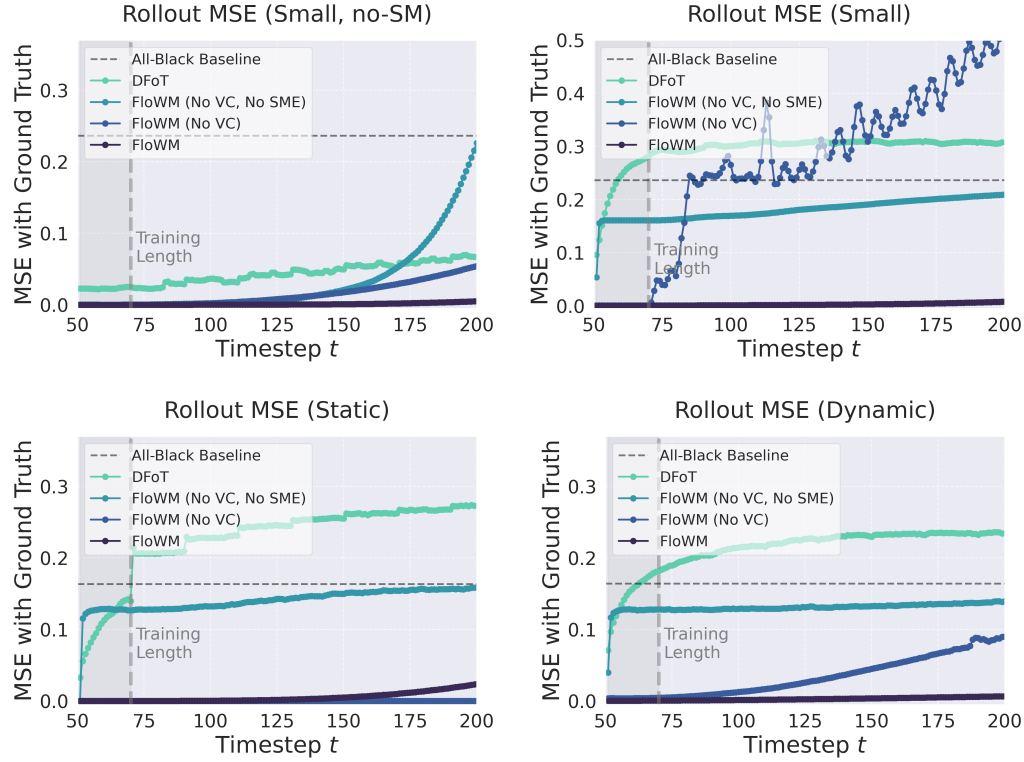 Rollout MSE (Small, no-SM)
MSE with Ground Truth
0.3
0.2
0.1
0.0
All-Black Baseline
DFoT
FloWM (No VC, No SME)
FloWM (No VC)
FloWM
Training
Length
50 75 100 125 150 175 200
Timestep t
Rollout MSE (Small)
MSE with Ground Truth
0.5
0.4
0.3
0.2
0.1
0.0
All-Black Baseline
DFoT
FloWM (No VC, No SME)
FloWM (No VC)
FloWM
Training
Length
50 75 100 125 150 175 200
Timestep t
Rollout MSE (Static)
MSE with Ground Truth
0.3
0.2
0.1
0.0
All-Black Baseline
DFoT
FloWM (No VC, No SME)
FloWM (No VC)
FloWM
Training
Length
50 75 100 125 150 175 200
Timestep t
Rollout MSE (Dynamic)
MSE with Ground Truth
0.3
0.2
0.1
0.0
All-Black Baseline
DFoT
FloWM (No VC, No SME)
FloWM (No VC)
FloWM
Training
Length
50 75 100 125 150 175 200
Timestep t